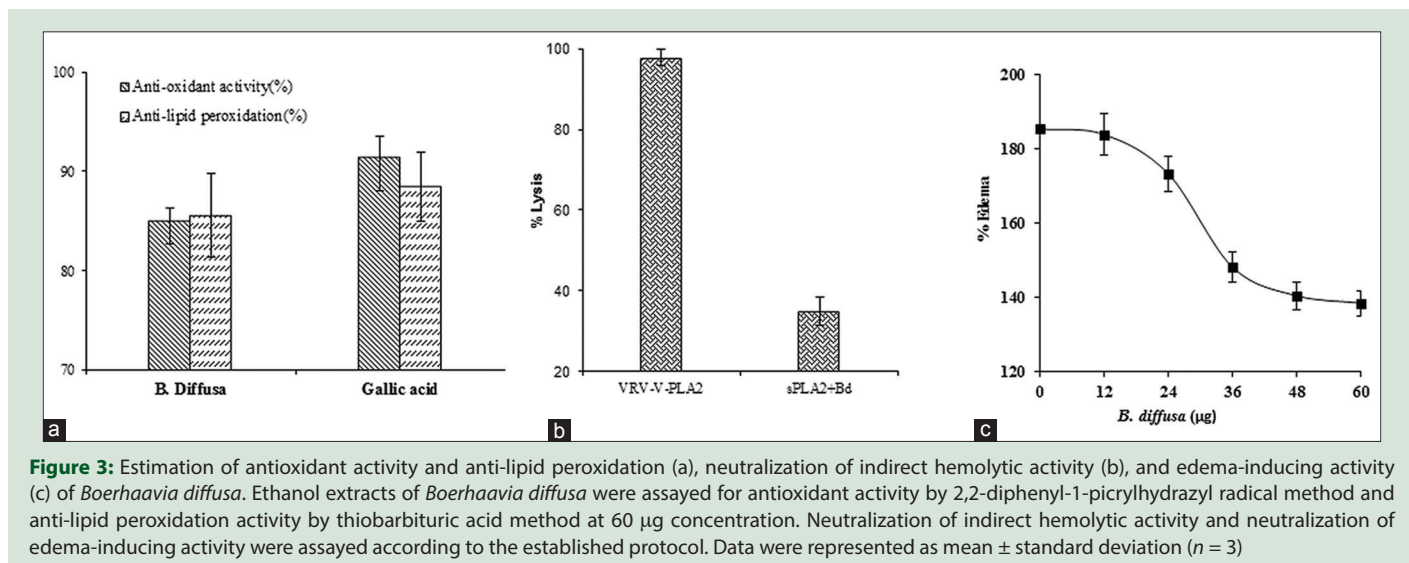 100
90
80
70
Anti-oxidant activity(%)
Anti-lipid peroxidation(%)
B. Diffusa
Gallic acid
a
100
80
60
40
20
% Lysis
VRV-V-PLA2
sPLA2+Bd
b
200
180
160
140
120
% Edema
0 12 24 36 48 60
B. diffusa (µg)
c
Figure 3: Estimation of antioxidant activity and anti-lipid peroxidation (a), neutralization of indirect hemolytic activity (b), and edema-inducing activity
(c) of Boerhaavia diffusa. Ethanol extracts of Boerhaavia diffusa were assayed for antioxidant activity by 2,2-diphenyl-1-picrylhydrazyl radical method and
anti-lipid peroxidation activity by thiobarbituric acid method at 60 µg concentration. Neutralization of indirect hemolytic activity and neutralization of
edema-inducing activity were assayed according to the established protocol. Data were represented as mean ± standard deviation (n = 3)